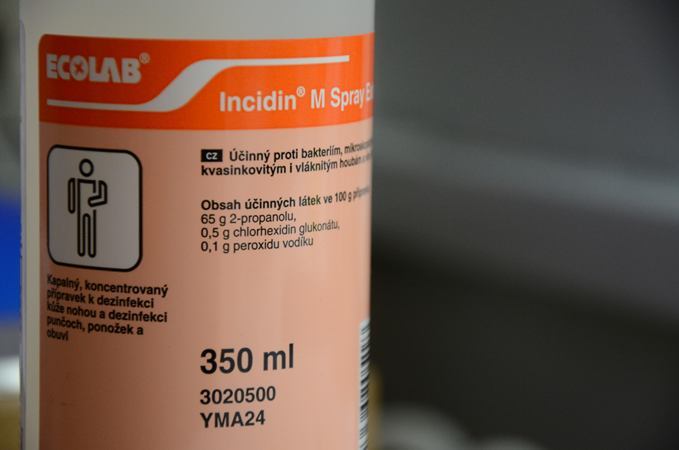 ECOLAB®
Incidin® M Spray
CZ Účinný proti bakteriím,
kvasinkovitým i vláknitým houbám
Obsah účinných látek ve 100 g
65 g 2-propanolu,
0,5 g chlorhexidin glukonátu,
0,1 g peroxidu vodíku
Kapalný, koncentrovaný
přípravek k dezinfekci
kůže nohou a dezinfekci
punčoch, ponožek a
obuvi
350 ml
3020500
YMA24